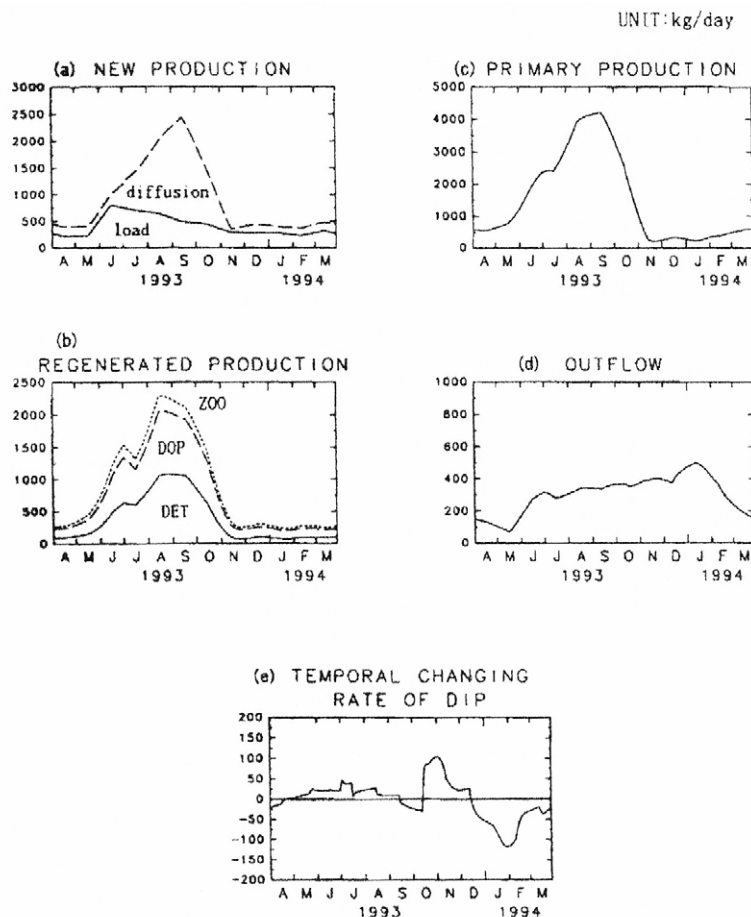 UNIT:kg/day
(a) NEW PRODUCTION
3000
2500
2000
1500
1000
500
0
diffusion
load
A M J J A S O N D J F M
1993 1994
(c) PRIMARY PRODUCTION
5000
4000
3000
2000
1000
0
A M J J A S O N D J F M
1993 1994
(b)
REGENERATED PRODUCTION
2500
2000
1500
1000
500
0
ZOO
DOP
DET
A M J J A S O N D J F M
1993 1994
(d) OUTFLOW
1000
800
600
400
200
0
A M J J A S O N D J F M
1993 1994
(e) TEMPORAL CHANGING
RATE OF DIP
200
150
100
50
0
-50
-100
-150
-200
A M J J A S O N D J F M
1993 1994